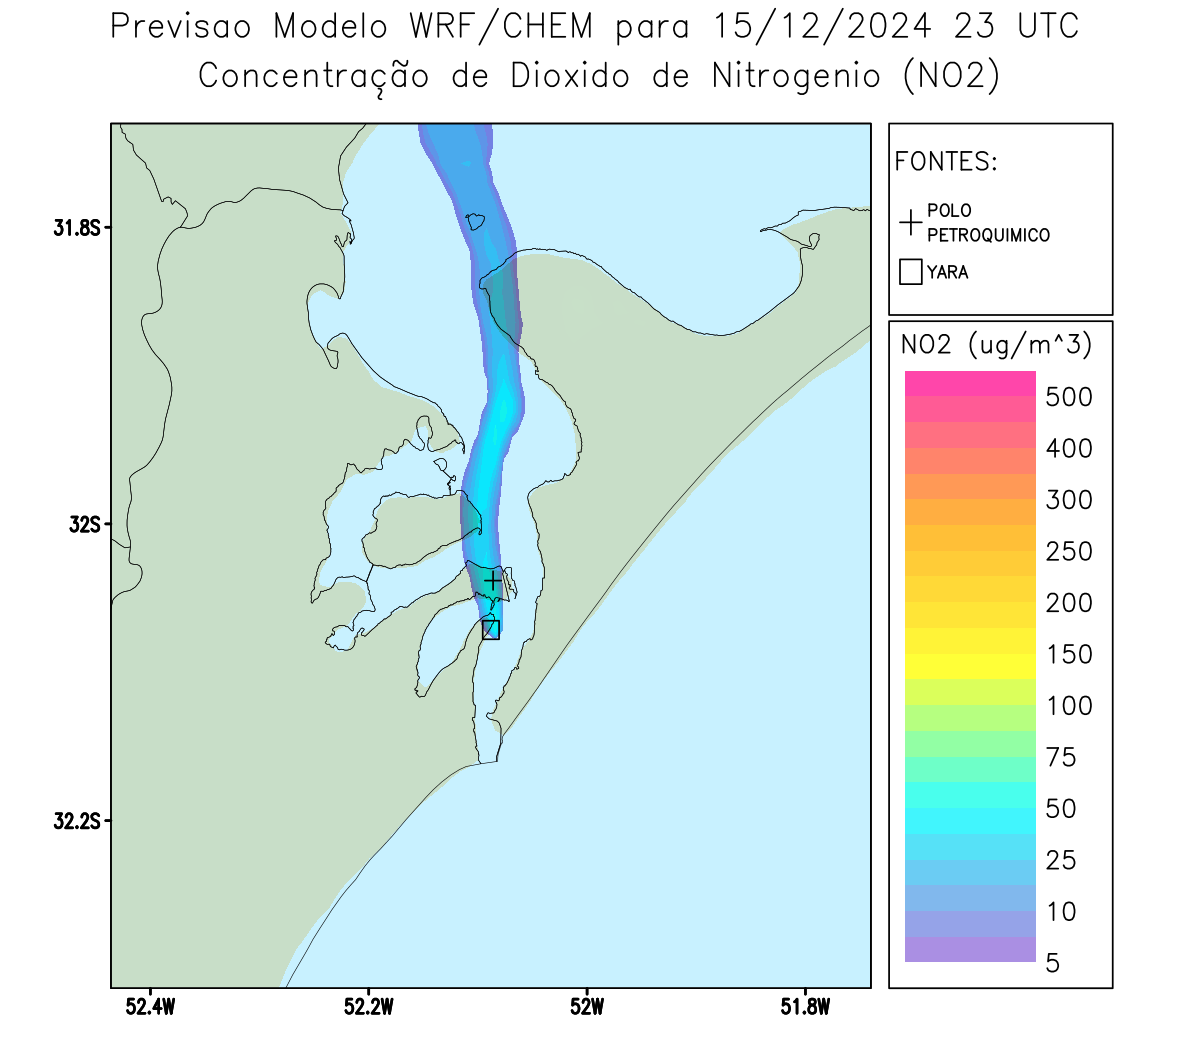 Previsao Modelo WRF/CHEM para 15/12/2024 23 UTC
Concentração de Dioxido de Nitrogenio (NO2)
FONTES:
POLO
PETROQUIMICO
YARA
31.8S
32S
32.2S
52.4W
52.2W
52W
51.8W
NO2 (ug/m^3)
500
400
300
250
200
150
100
75
50
25
10
5